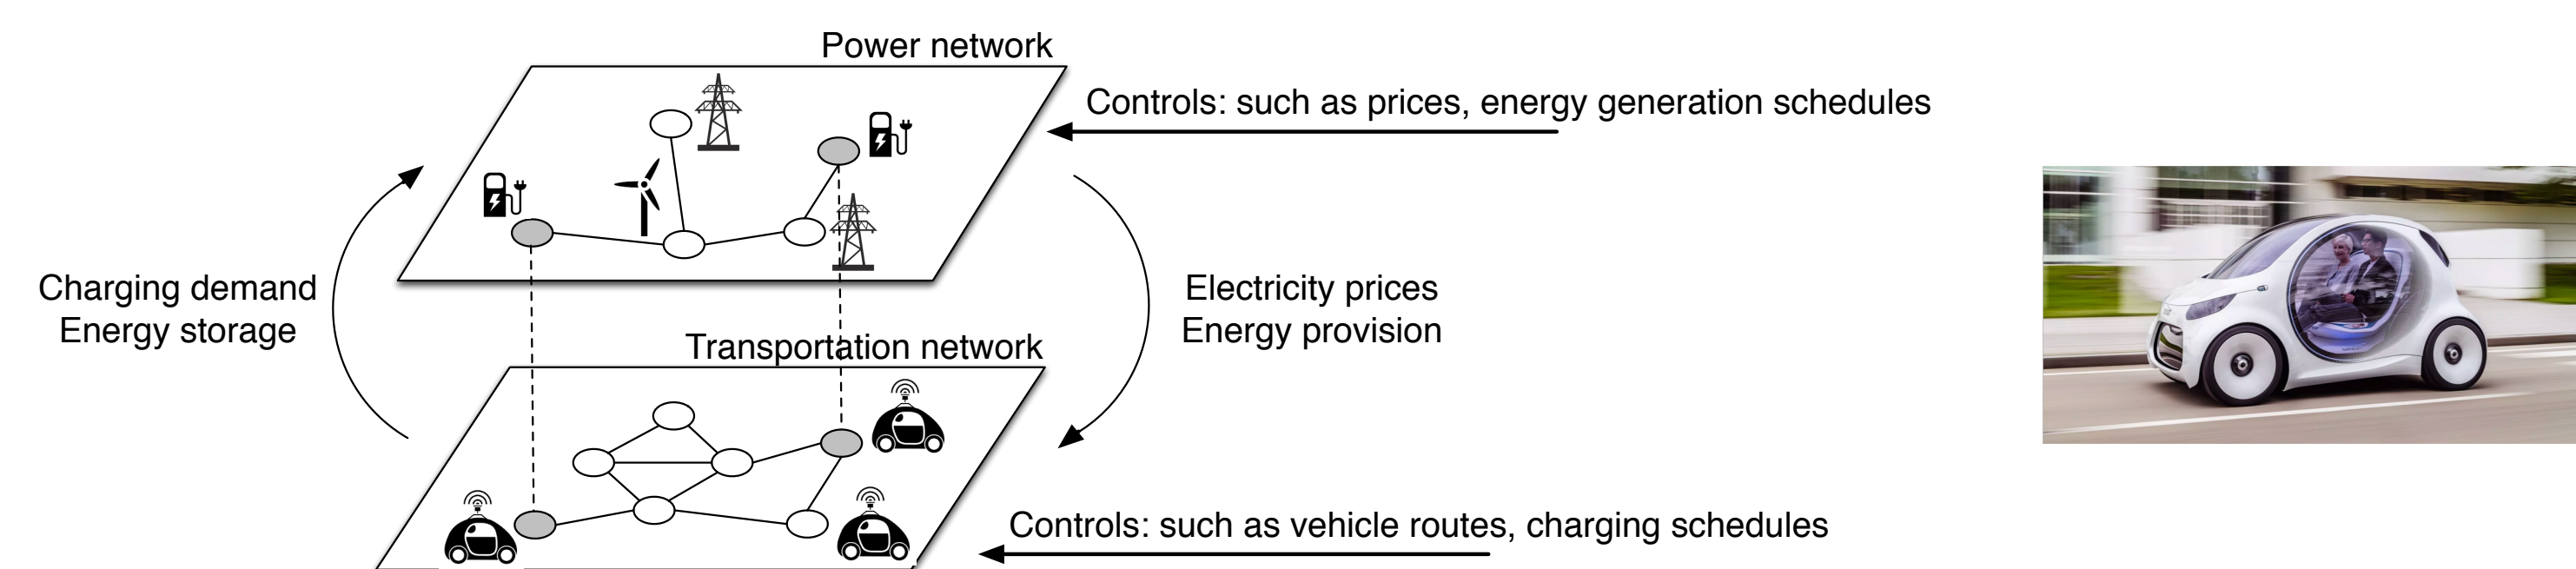 Power network
Controls: such as prices, energy generation schedules
Charging demand
Energy storage
Electricity prices
Energy provision
Transportation network
Controls: such as vehicle routes, charging schedules